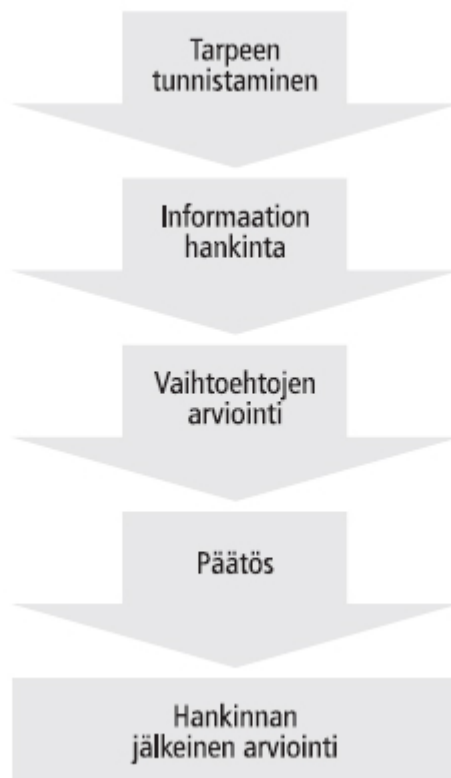 Tarpeen
tunnistaminen
Informaation
hankinta
Vaihtoehtojen
arviointi
Päätös
Hankinnan
jälkeinen arviointi